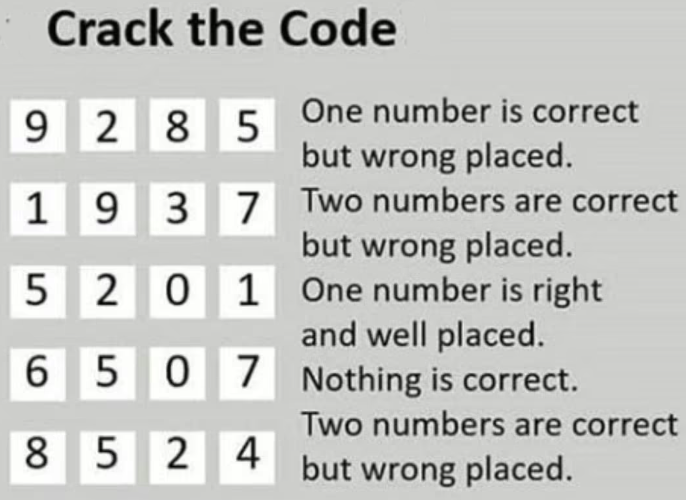 Crack the Code
9 2 8 5 One number is correct
but wrong placed.
1 9 3 7 Two numbers are correct
but wrong placed.
5 2 0 1 One number is right
and well placed.
6 5 0 7 Nothing is correct.
8 5 2 4 Two numbers are correct
but wrong placed.